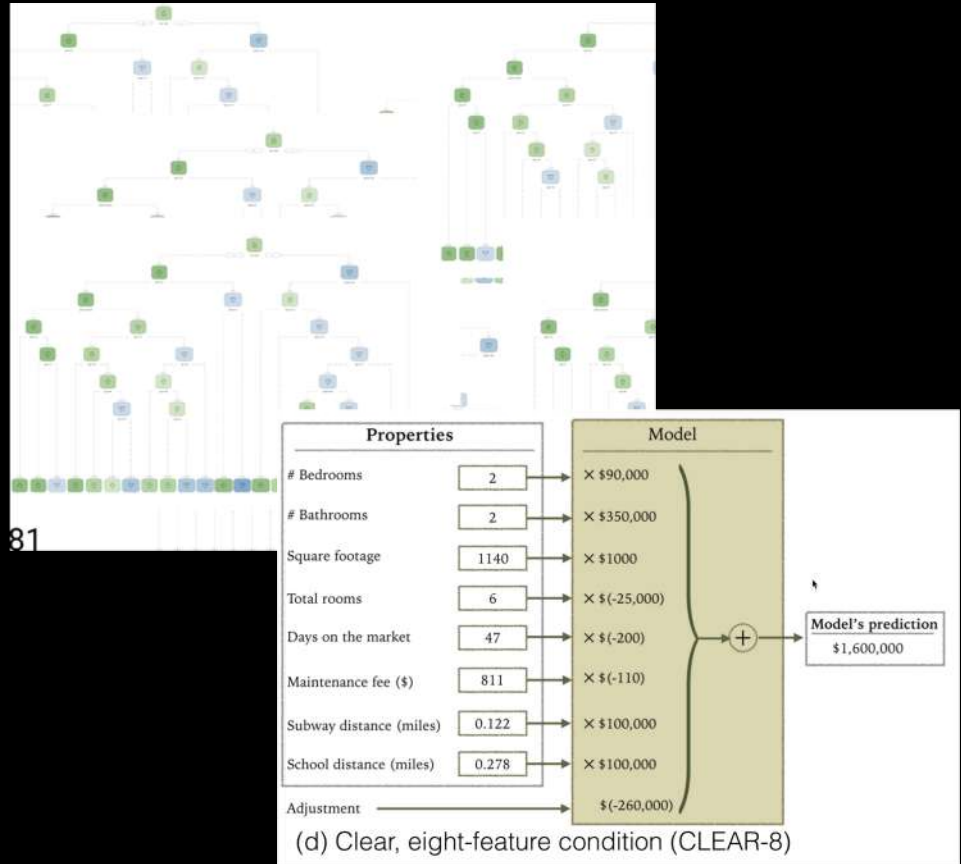 81
Properties
Model
# Bedrooms 2 × $90,000
# Bathrooms 2 × $350,000
Square footage 1140 × $1000
Total rooms 6 × $(-25,000)
Days on the market 47 × $(-200)
Maintenance fee ($) 811 × $(-110)
Subway distance (miles) 0.122 × $100,000
School distance (miles) 0.278 × $100,000
Adjustment $(-260,000)
+
Model's prediction
$1,600,000
(d) Clear, eight-feature condition (CLEAR-8)